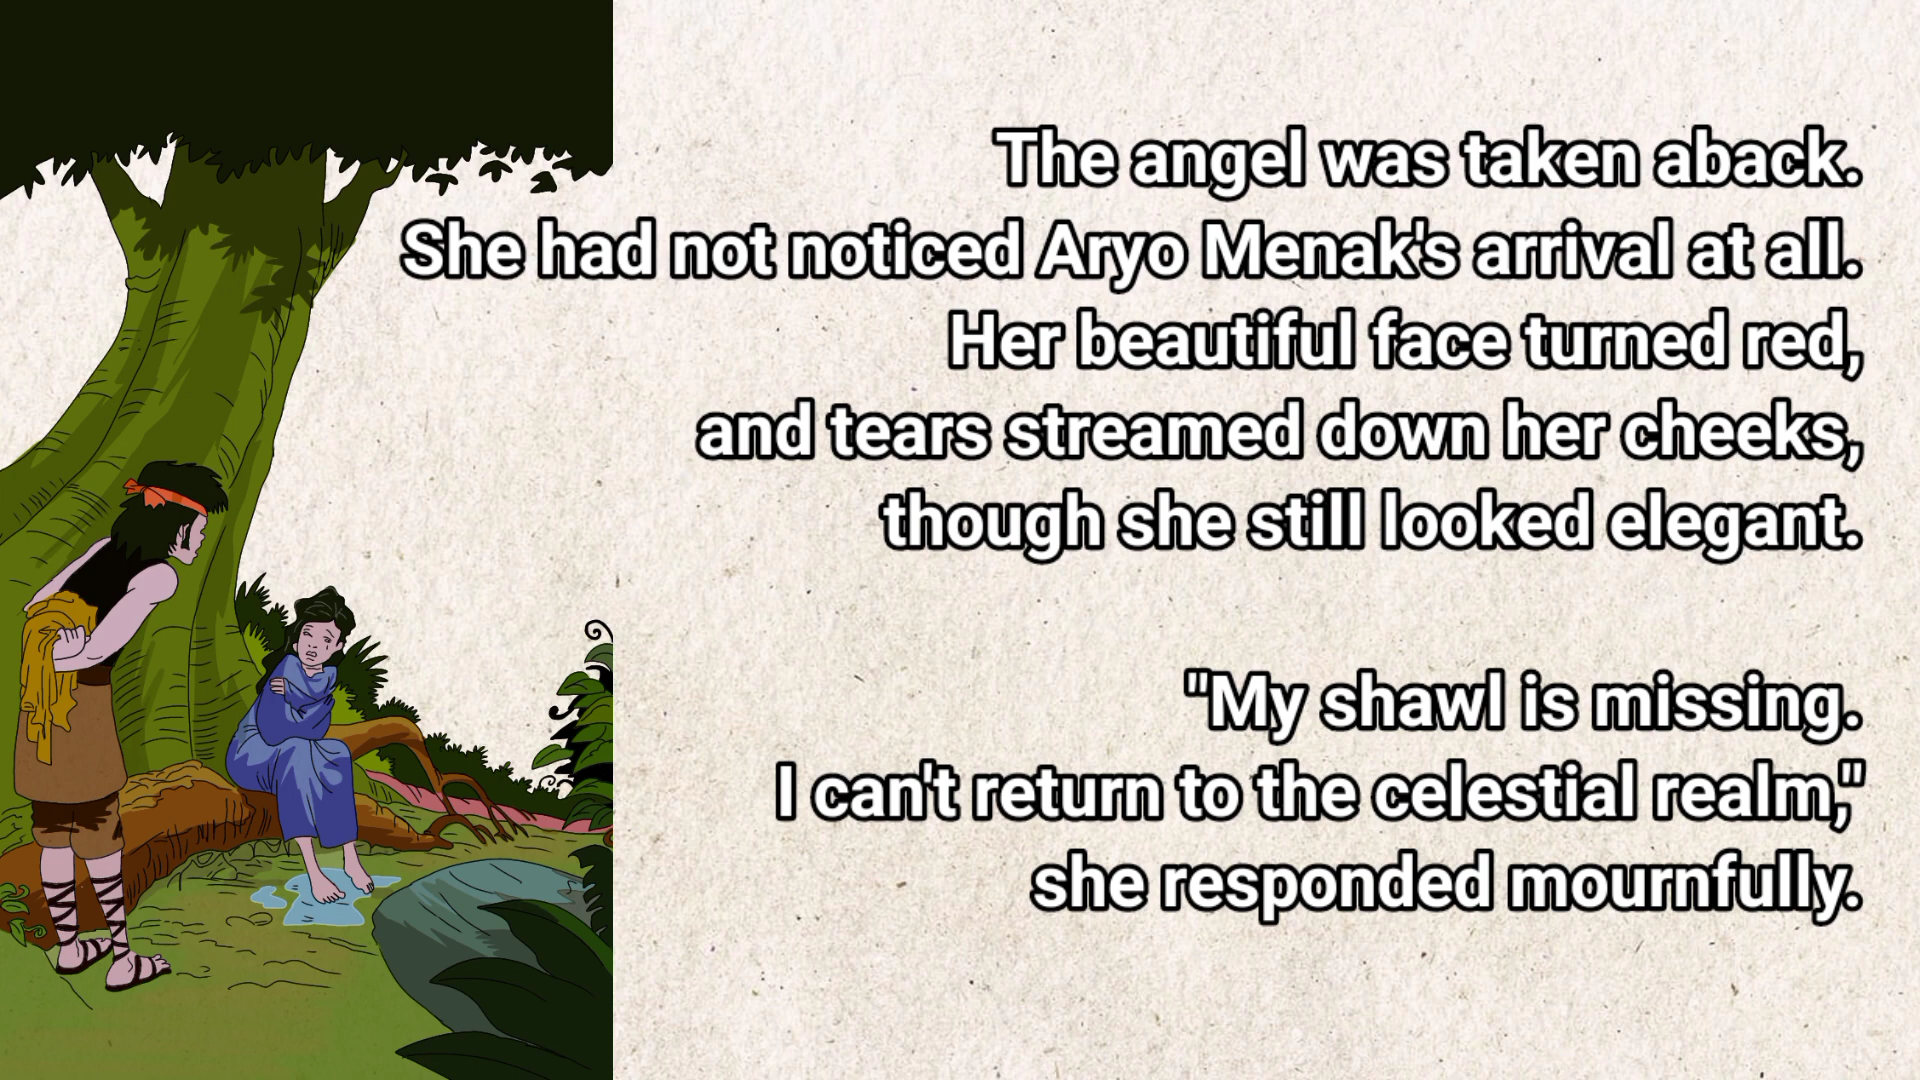 The angel was taken aback.
She had not noticed Aryo Menak's arrival at all.
Her beautiful face turned red,
and tears streamed down her cheeks,
though she still looked elegant.
"My shawl is missing.
I can't return to the celestial realm,"
she responded mournfully.